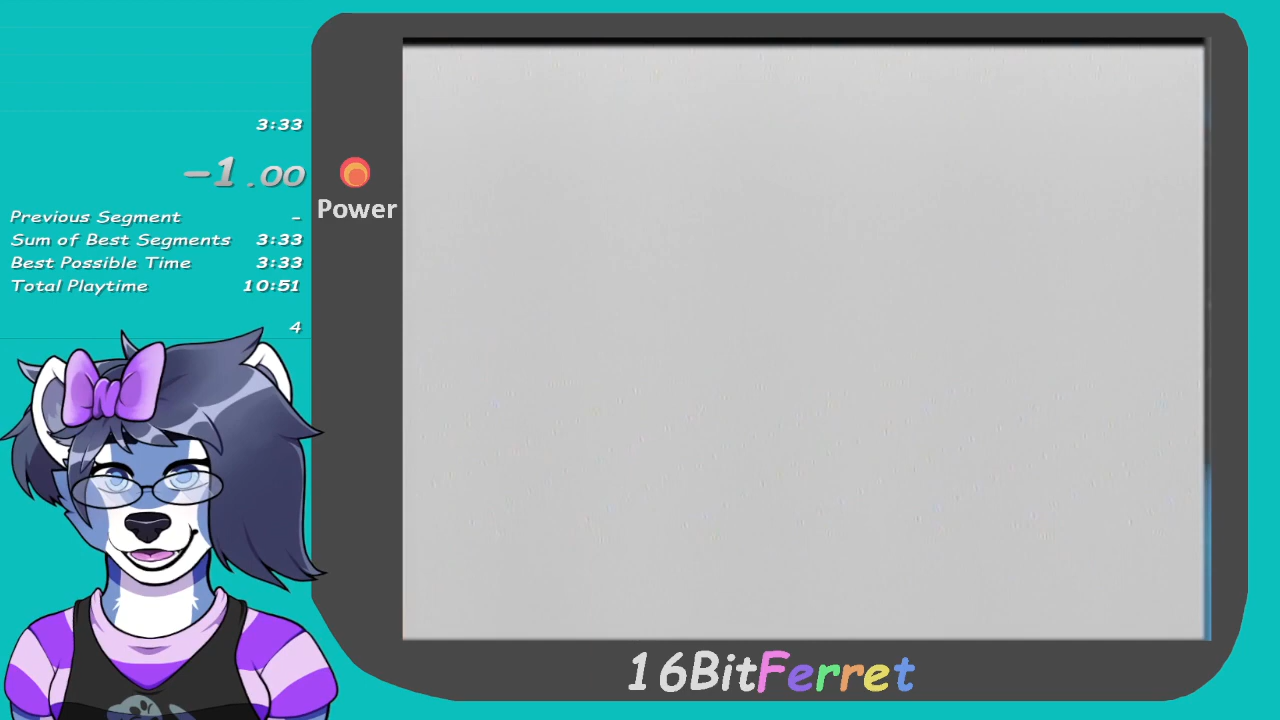 3:33
-1.00
Previous Segment -
Sum of Best Segments 3:33
Best Possible Time 3:33
Total Playtime 10:51
4
Power
16BitFerret